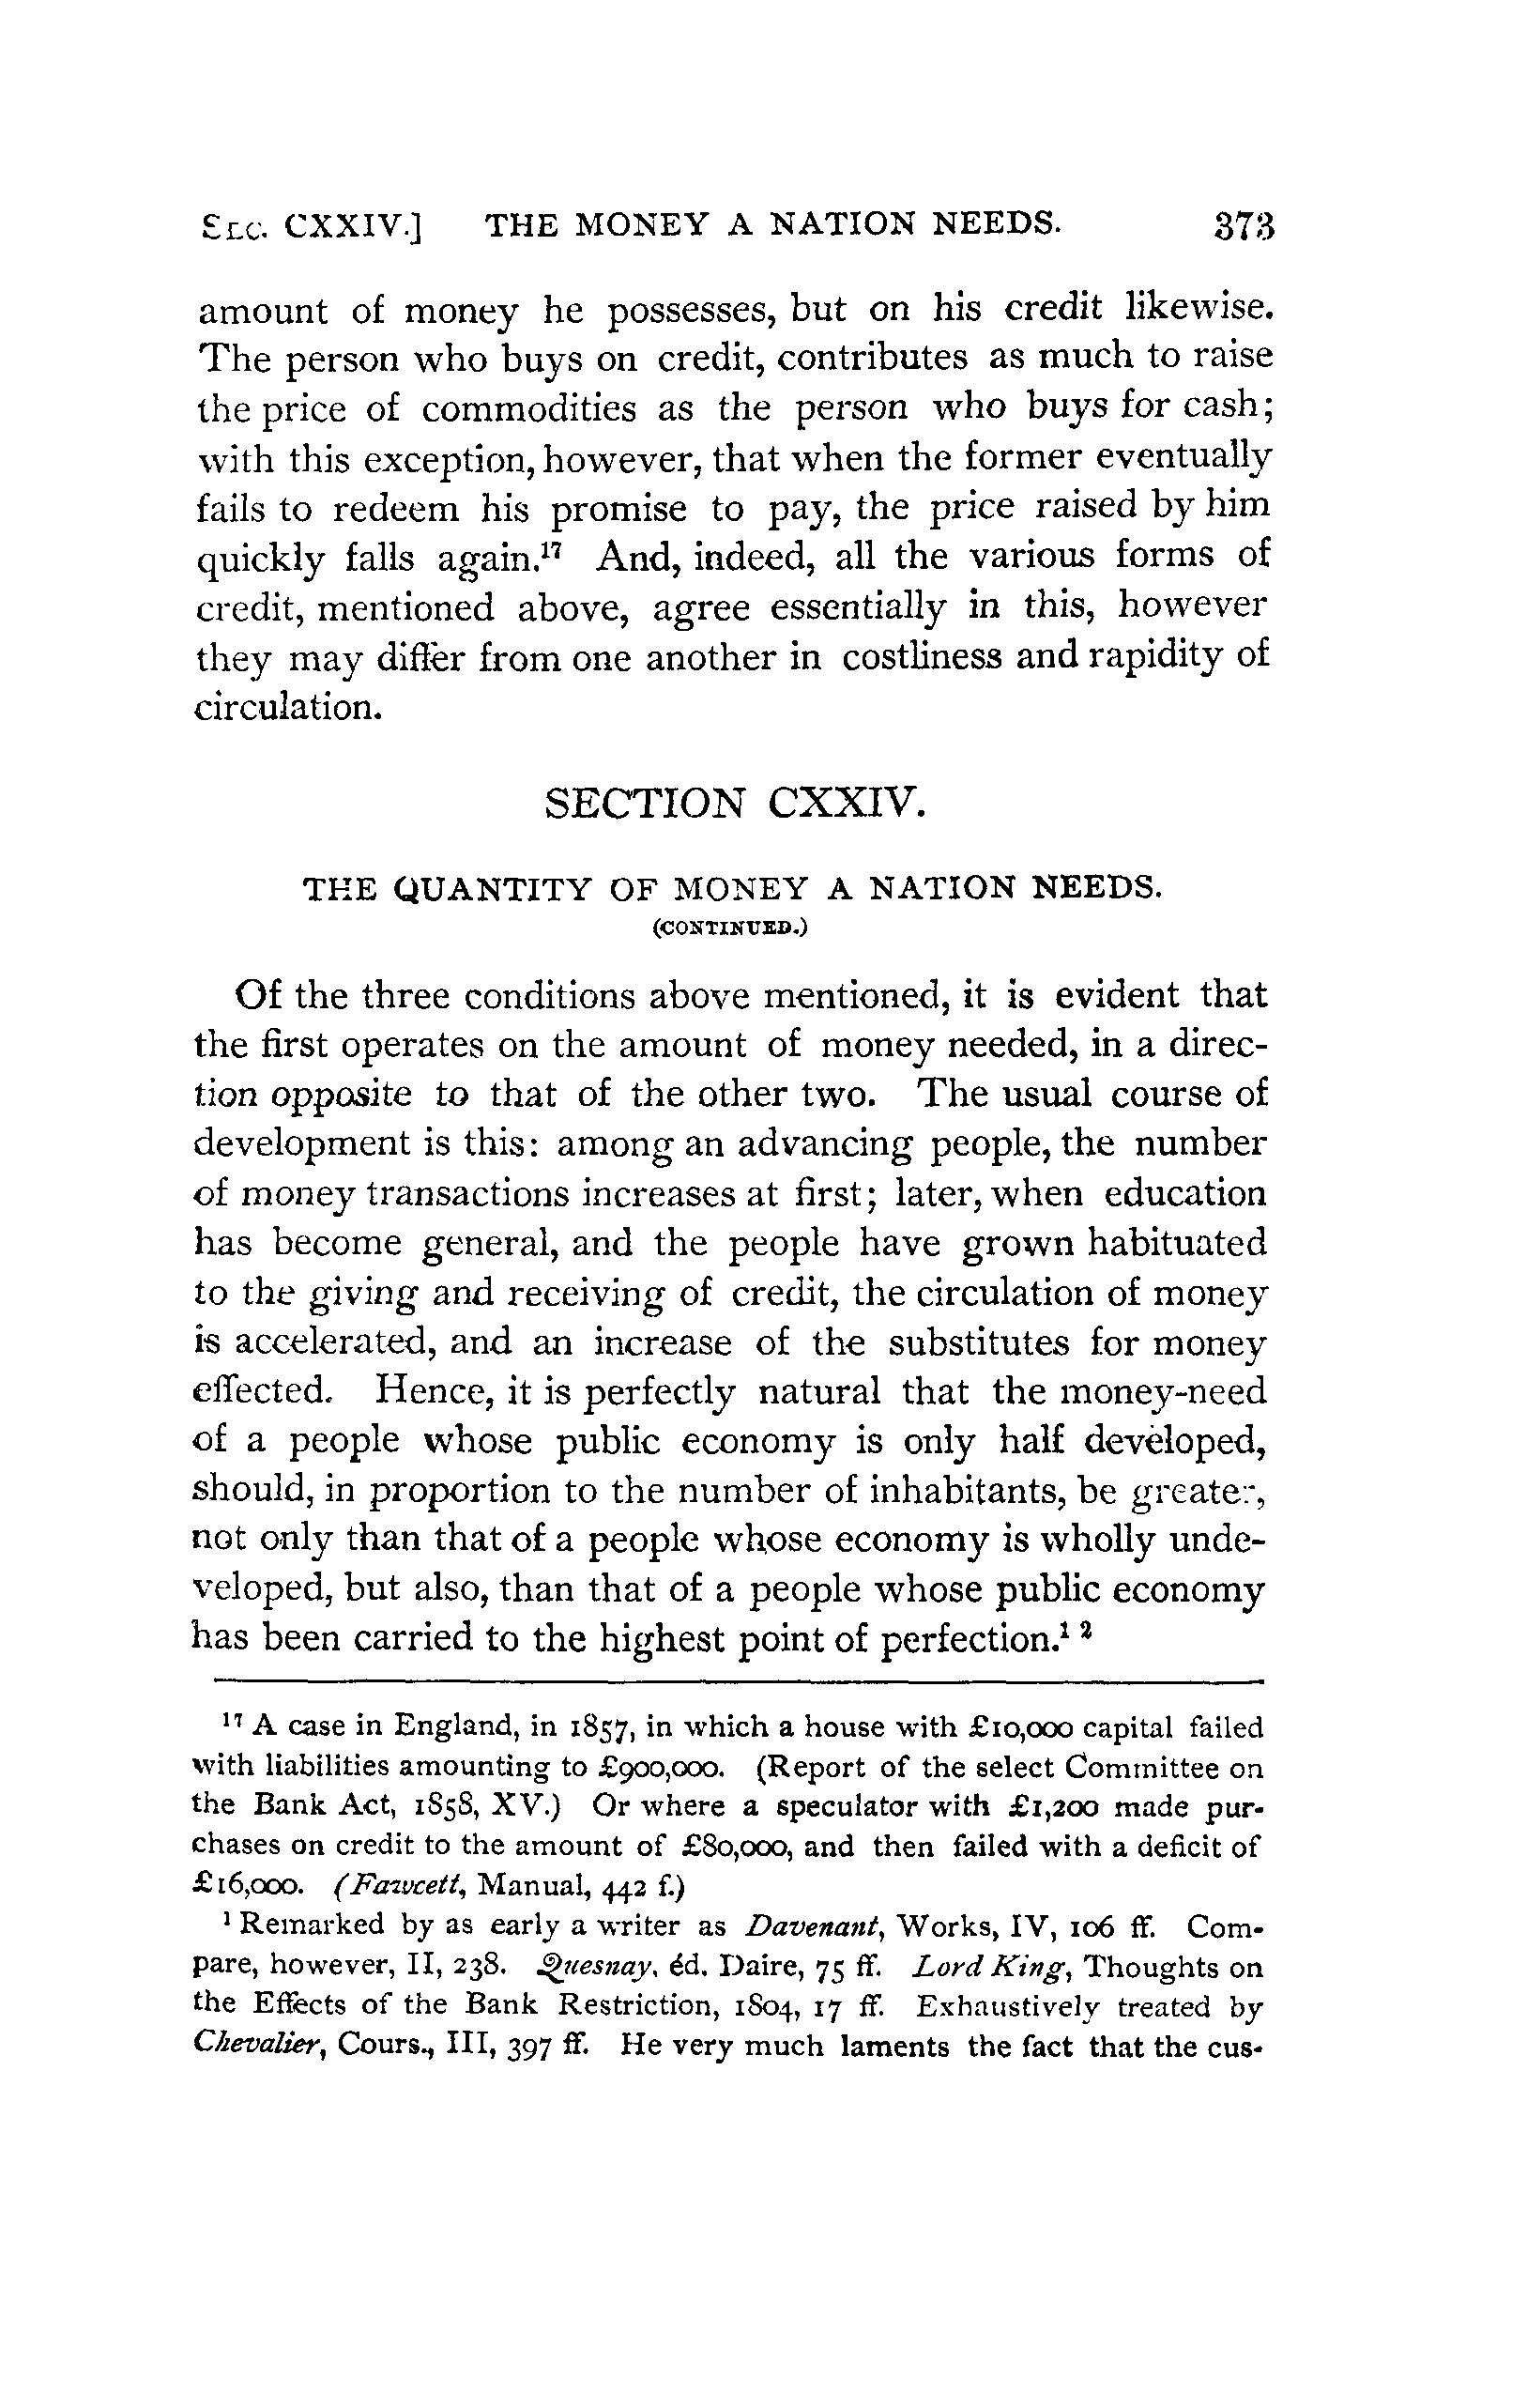 SEC. CXXIV.] THE MONEY A NATION NEEDS. 373
amount of money he possesses, but on his credit likewise.
The person who buys on credit, contributes as much to raise
the price of commodities as the person who buys for cash;
with this exception, however, that when the former eventually
fails to redeem his promise to pay, the price raised by him
quickly falls again.¹⁷ And, indeed, all the various forms of
credit, mentioned above, agree essentially in this, however
they may differ from one another in costliness and rapidity of
circulation.
SECTION CXXIV.
THE QUANTITY OF MONEY A NATION NEEDS.
(CONTINUED.)
Of the three conditions above mentioned, it is evident that
the first operates on the amount of money needed, in a direc-
tion opposite to that of the other two. The usual course of
development is this: among an advancing people, the number
of money transactions increases at first; later, when education
has become general, and the people have grown habituated
to the giving and receiving of credit, the circulation of money
is accelerated, and an increase of the substitutes for money
effected. Hence, it is perfectly natural that the money-need
of a people whose public economy is only half developed,
should, in proportion to the number of inhabitants, be greater,
not only than that of a people whose economy is wholly unde-
veloped, but also, than that of a people whose public economy
has been carried to the highest point of perfection.¹ ²
¹⁷ A case in England, in 1857, in which a house with £10,000 capital failed
with liabilities amounting to £900,000. (Report of the select Committee on
the Bank Act, 1858, XV.) Or where a speculator with £1,200 made pur-
chases on credit to the amount of £80,000, and then failed with a deficit of
£16,000. (Fawcett, Manual, 442 f.)
¹ Remarked by as early a writer as Davenant, Works, IV, 106 ff. Com-
pare, however, II, 238. Quesnay, éd. Daire, 75 ff. Lord King, Thoughts on
the Effects of the Bank Restriction, 1804, 17 ff. Exhaustively treated by
Chevalier, Cours., III, 397 ff. He very much laments the fact that the cus-